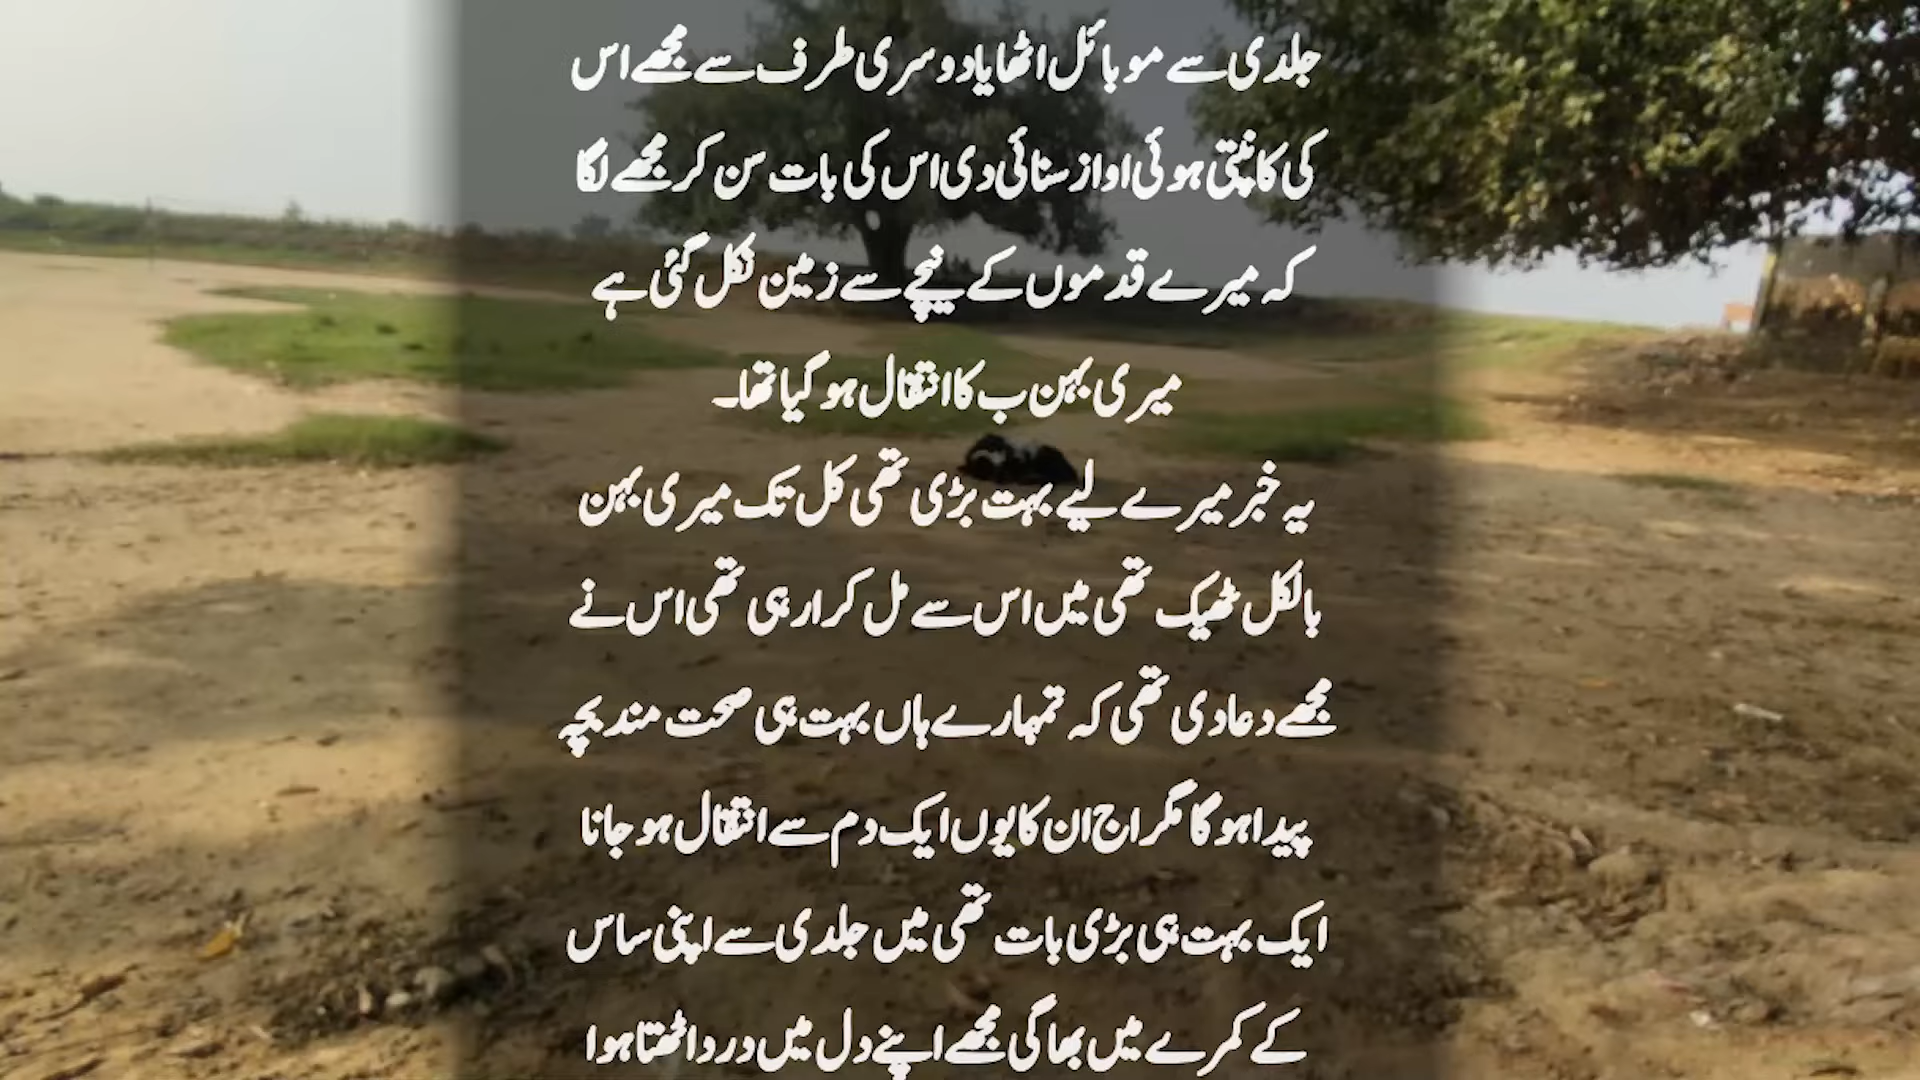 جلدی سے موبائل اٹھایا دوسری طرف سے مجھے اس
کی کانپتی ہوئی اواز سنائی دی اس کی بات سن کر مجھے لگا
کہ میرے قدموں کے نیچے سے زمین نکل گئی ہے
میری بہن ب کا انتقال ہو گیا تھا۔
یہ خبر میرے لیے بہت بڑی تھی کل تک میری بہن
بالکل ٹھیک تھی میں اس سے مل کر ارہی تھی اس نے
مجھے دعا دی تھی کہ تمہارے ہاں بہت ہی صحت مند بچہ
پیدا ہو گا مگر اج ان کا یوں ایک دم سے انتقال ہو جانا
ایک بہت ہی بڑی بات تھی میں جلدی سے اپنی ساس
کے کمرے میں بھاگی مجھے اپنے دل میں درد اٹھتا ہوا